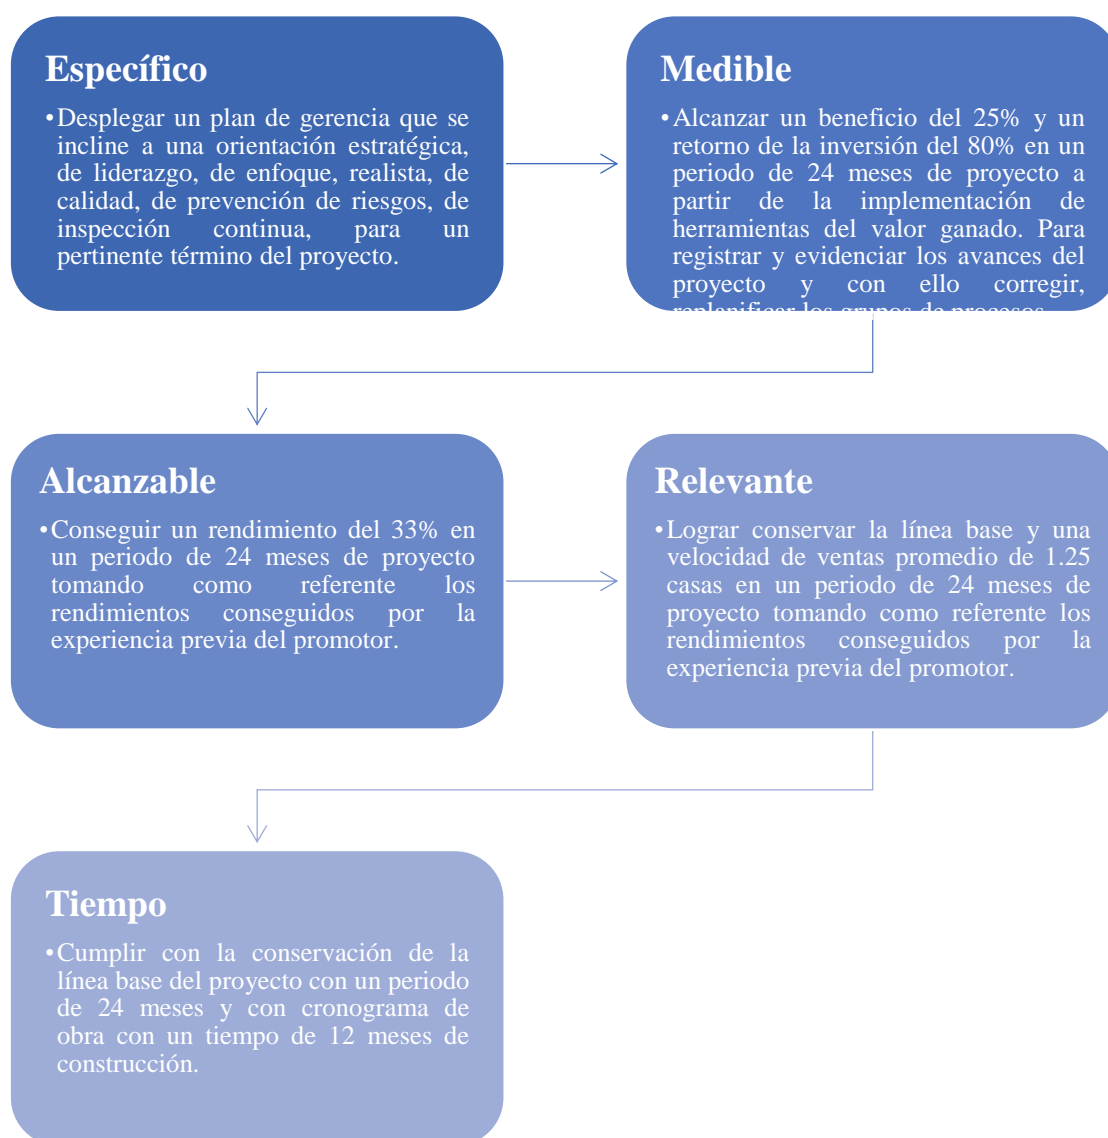 Específico
•Desplegar un plan de gerencia que se
incline a una orientación estratégica,
de liderazgo, de enfoque, realista, de
calidad, de prevención de riesgos, de
inspección continua, para un
pertinente término del proyecto.
Medible
•Alcanzar un beneficio del 25% y un
retorno de la inversión del 80% en un
periodo de 24 meses de proyecto a
partir de la implementación de
herramientas del valor ganado. Para
registrar y evidenciar los avances del
proyecto y con ello corregir,
replanificar los grupos de procesos
Alcanzable
•Conseguir un rendimiento del 33% en
un periodo de 24 meses de proyecto
tomando como referente los
rendimientos conseguidos por la
experiencia previa del promotor.
Relevante
•Lograr conservar la línea base y una
velocidad de ventas promedio de 1.25
casas en un periodo de 24 meses de
proyecto tomando como referente los
rendimientos conseguidos por la
experiencia previa del promotor.
Tiempo
•Cumplir con la conservación de la
línea base del proyecto con un periodo
de 24 meses y con cronograma de
obra con un tiempo de 12 meses de
construcción.